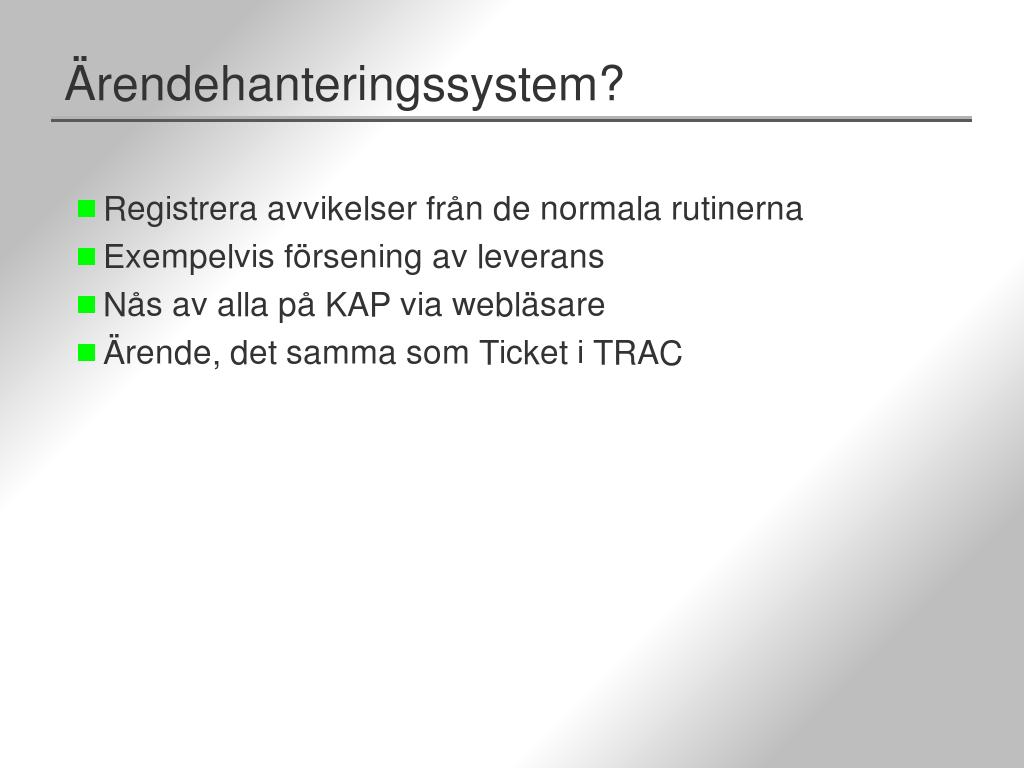 Ärendehanteringssystem?
Registrera avvikelser från de normala rutinerna
Exempelvis försening av leverans
Nås av alla på KAP via webläsare
Ärende, det samma som Ticket i TRAC